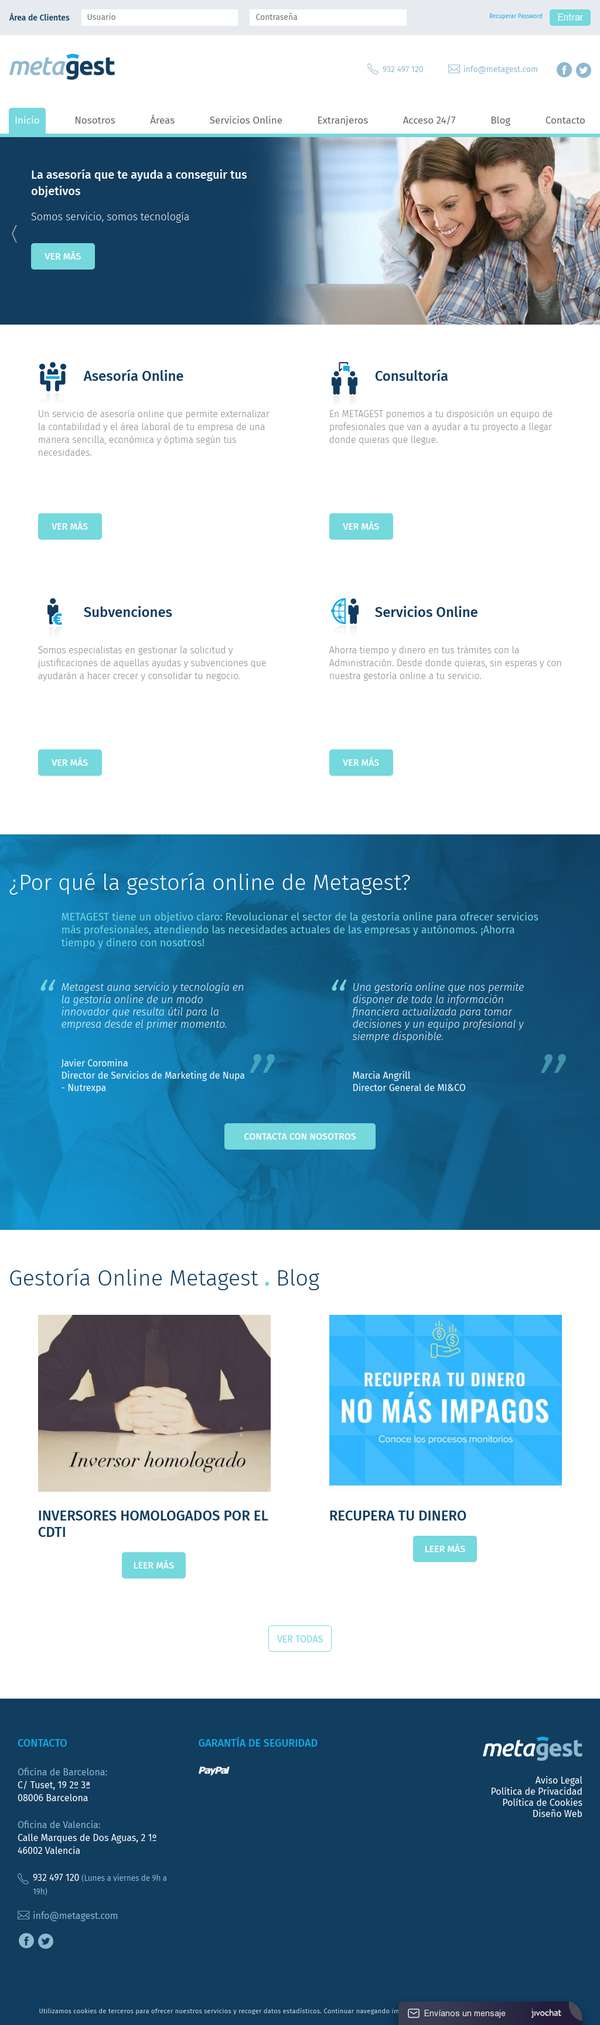 Área de Clientes
Usuario
Contraseña
Recuperar Password
Entrar
metagest
932 497 120
info@metagest.com
Inicio
Nosotros
Áreas
Servicios Online
Extranjeros
Acceso 24/7
Blog
Contacto
La asesoría que te ayuda a conseguir tus
objetivos
Somos servicio, somos tecnología
VER MÁS
Asesoría Online
Un servicio de asesoría online que permite externalizar
la contabilidad y el área laboral de tu empresa de una
manera sencilla, económica y óptima según tus
necesidades.
VER MÁS
Consultoría
En METAGEST ponemos a tu disposición un equipo de
profesionales que van a ayudar a tu proyecto a llegar
donde quieras que llegue.
VER MÁS
Subvenciones
Somos especialistas en gestionar la solicitud y
justificaciones de aquellas ayudas y subvenciones que
ayudarán a hacer crecer y consolidar tu negocio.
VER MÁS
Servicios Online
Ahorra tiempo y dinero en tus trámites con la
Administración. Desde donde quieras, sin esperas y con
nuestra gestoría online a tu servicio.
VER MÁS
¿Por qué la gestoría online de Metagest?
METAGEST tiene un objetivo claro: Revolucionar el sector de la gestoría online para ofrecer servicios
más profesionales, atendiendo las necesidades actuales de las empresas y autónomos. ¡Ahorra
tiempo y dinero con nosotros!
“ Metagest auna servicio y tecnología en
la gestoría online de un modo
innovador que resulta útil para la
empresa desde el primer momento.
”
Javier Coromina
Director de Servicios de Marketing de Nupa
- Nutrexpa
“ Una gestoría online que nos permite
disponer de toda la información
financiera actualizada para tomar
decisiones y un equipo profesional y
siempre disponible.
”
Marcia Angrill
Director General de MI&CO
CONTACTA CON NOSOTROS
Gestoría Online Metagest . Blog
Inversor homologado
INVERSORES HOMOLOGADOS POR EL
CDTI
LEER MÁS
RECUPERA TU DINERO
NO MÁS IMPAGOS
Conoce los procesos monitorios
RECUPERA TU DINERO
LEER MÁS
VER TODAS
CONTACTO
Oficina de Barcelona:
C/ Tuset, 19 2º 3ª
08006 Barcelona
Oficina de Valencia:
Calle Marques de Dos Aguas, 2 1º
46002 Valencia
932 497 120 (Lunes a viernes de 9h a
19h)
info@metagest.com
GARANTÍA DE SEGURIDAD
PayPal
metagest
Aviso Legal
Política de Privacidad
Política de Cookies
Diseño Web
Utilizamos cookies de terceros para ofrecer nuestros servicios y recoger datos estadísticos. Continuar navegando im
Envíanos un mensaje
jivochat